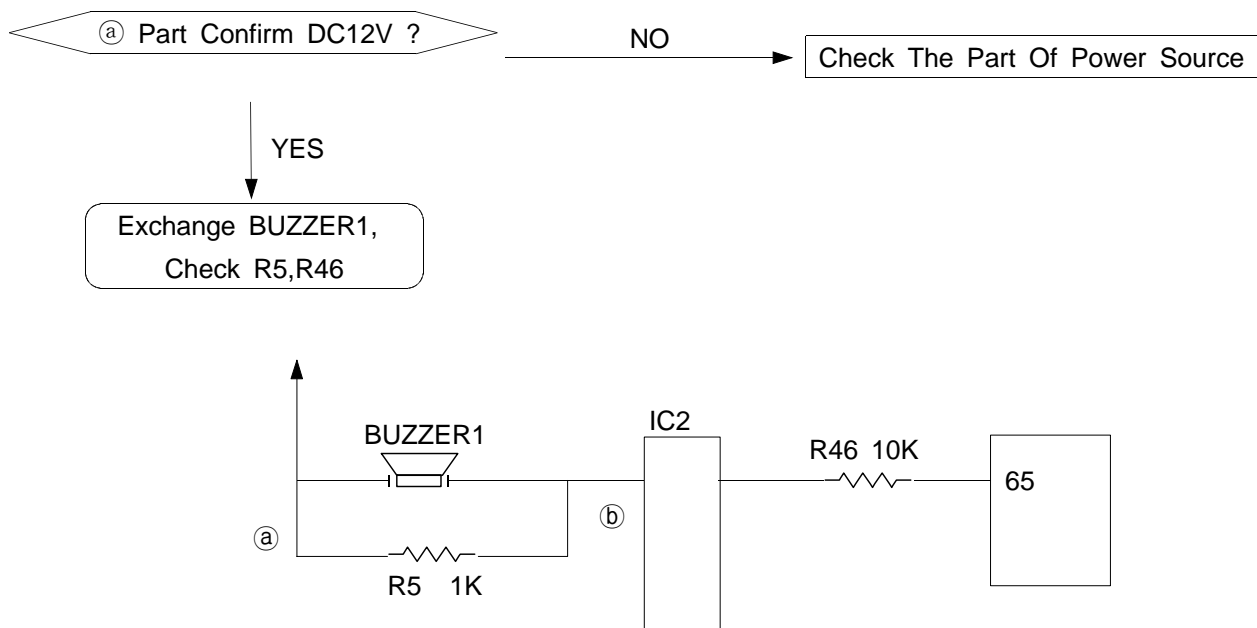 ⓐ Part Confirm DC12V ?
NO
Check The Part Of Power Source
YES
Exchange BUZZER1,
Check R5,R46
IC2
BUZZER1
R46 10K
65
ⓐ
ⓑ
R5 1K